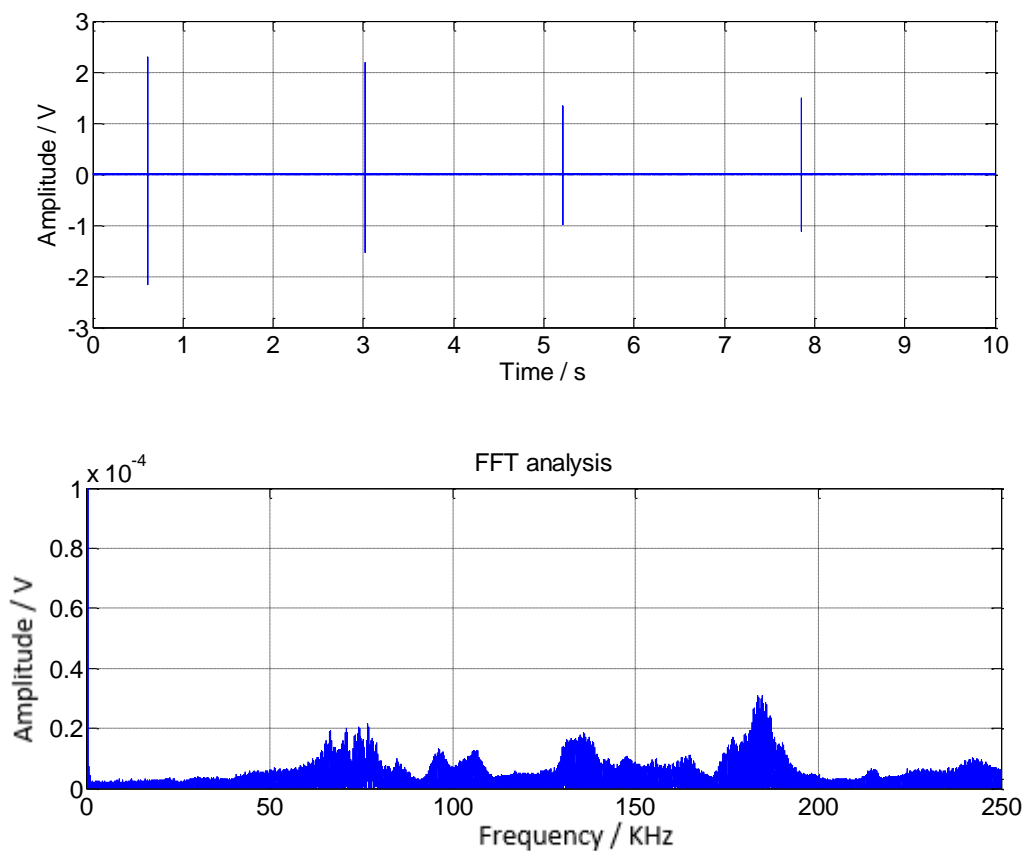 3
2
1
0
-1
-2
-3
Amplitude / V
0 1 2 3 4 5 6 7 8 9 10
Time / s
FFT analysis
x 10^-4
1
0.8
0.6
0.4
0.2
0
Amplitude / V
0 50 100 150 200 250
Frequency / KHz